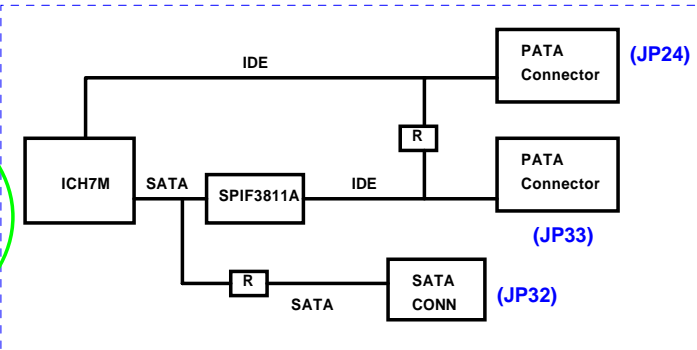 IDE
PATA
Connector
(JP24)
R
ICH7M
SATA
SPIF3811A
IDE
PATA
Connector
(JP33)
R
SATA
SATA
CONN
(JP32)